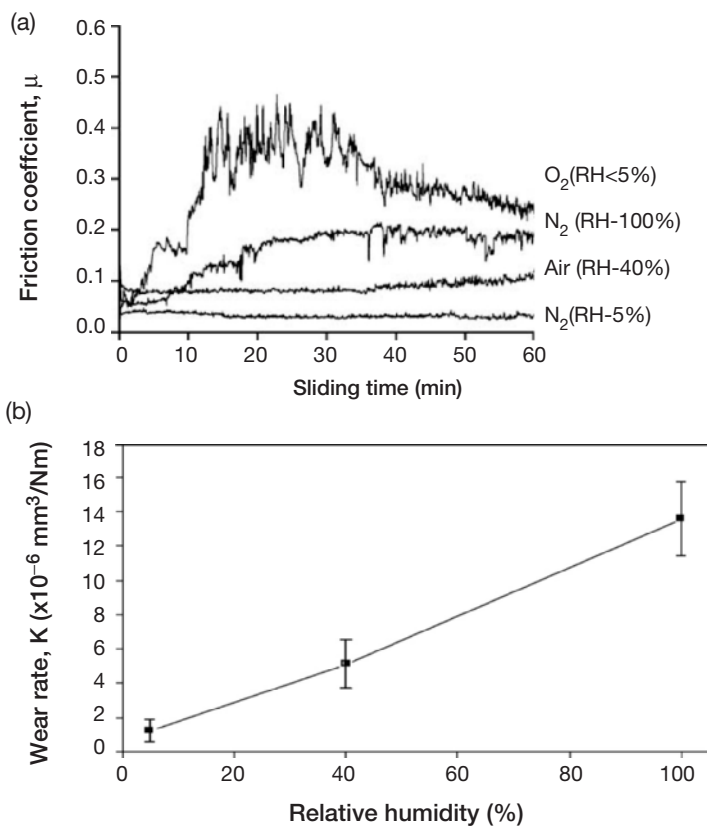 (a)
0.6
0.5
0.4
0.3
0.2
0.1
0.0
Friction coeffcient, μ
O₂(RH<5%)
N₂ (RH-100%)
Air (RH-40%)
N₂(RH-5%)
0 10 20 30 40 50 60
Sliding time (min)
(b)
18
16
14
12
10
8
6
4
2
0
Wear rate, K (x10⁻⁶ mm³/Nm)
0 20 40 60 80 100
Relative humidity (%)